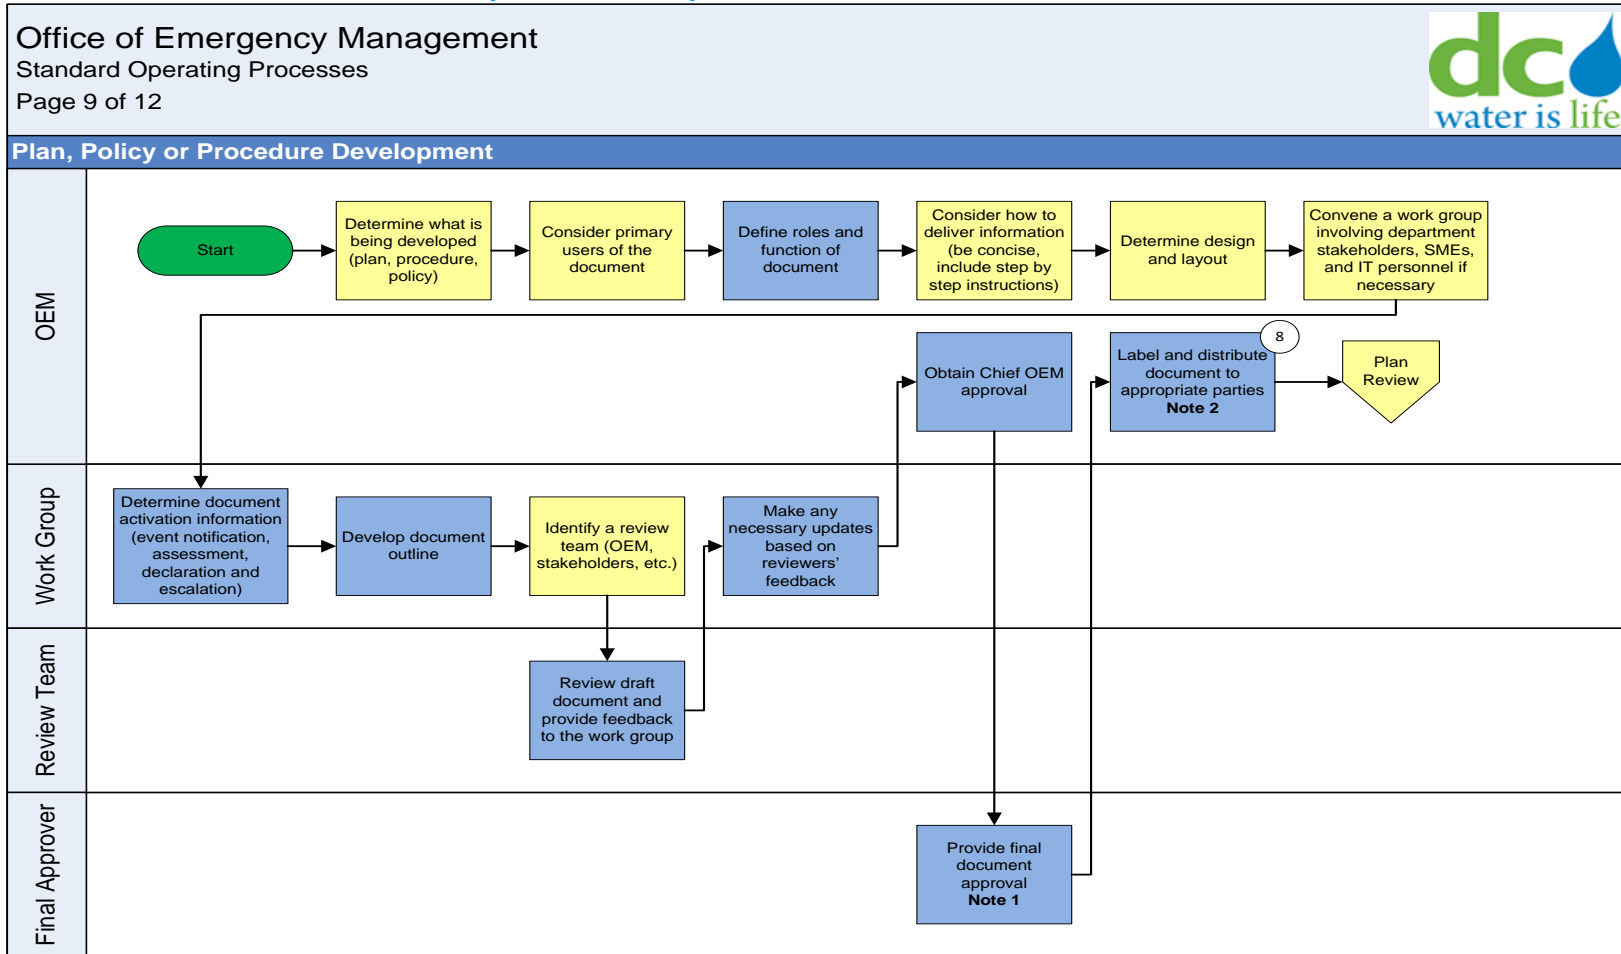 Office of Emergency Management
Standard Operating Processes
Page 9 of 12
dc
water is life
Plan, Policy or Procedure Development
OEM
Start
Determine what is
being developed
(plan, procedure,
policy)
Consider primary
users of the
document
Define roles and
function of
document
Consider how to
deliver information
(be concise,
include step by
step instructions)
Determine design
and layout
Convene a work group
involving department
stakeholders, SMEs,
and IT personnel if
necessary
Obtain Chief OEM
approval
8
Label and distribute
document to
appropriate parties
Note 2
Plan
Review
Work Group
Determine document
activation information
(event notification,
assessment,
declaration and
escalation)
Develop document
outline
Identify a review
team (OEM,
stakeholders, etc.)
Make any
necessary updates
based on
reviewers’
feedback
Review Team
Review draft
document and
provide feedback
to the work group
Final Approver
Provide final
document
approval
Note 1